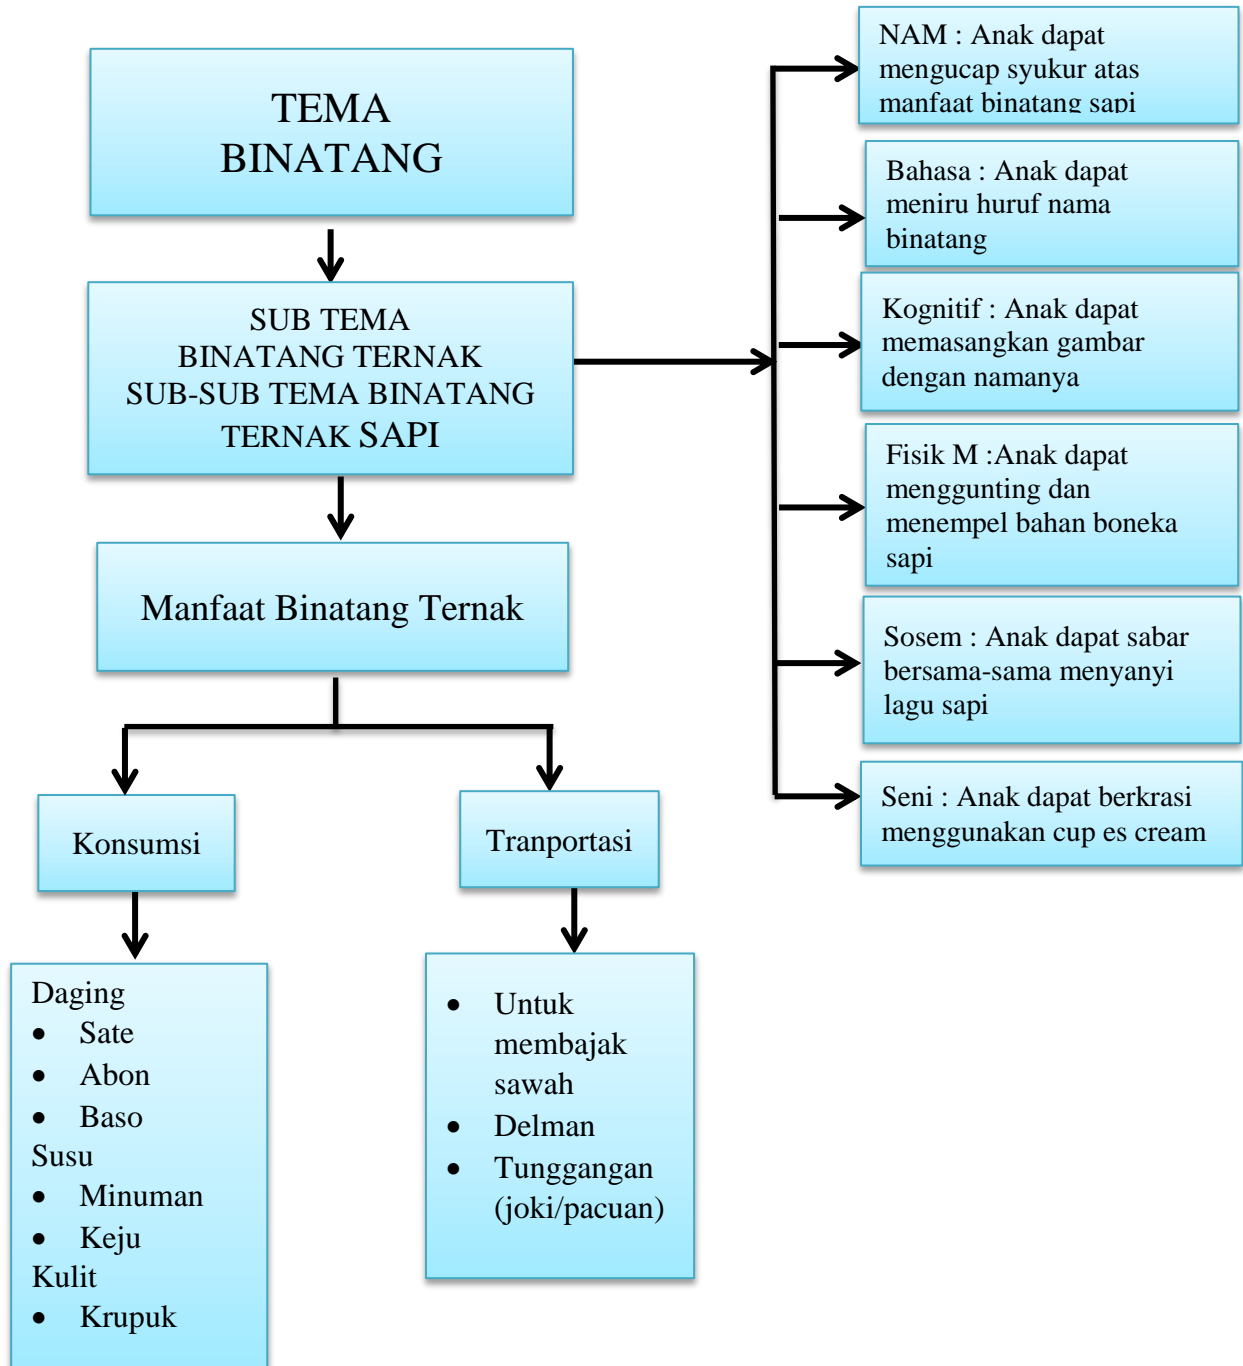 TEMA
BINATANG
SUB TEMA
BINATANG TERNAK
SUB-SUB TEMA BINATANG
TERNAK SAPI
Manfaat Binatang Ternak
Konsumsi
Tranportasi
Daging
• Sate
• Abon
• Baso
Susu
• Minuman
• Keju
Kulit
• Krupuk
• Untuk
membajak
sawah
• Delman
• Tunggangan
(joki/pacuan)
NAM : Anak dapat
mengucap syukur atas
manfaat binatang sapi
Bahasa : Anak dapat
meniru huruf nama
binatang
Kognitif : Anak dapat
memasangkan gambar
dengan namanya
Fisik M :Anak dapat
menggunting dan
menempel bahan boneka
sapi
Sosem : Anak dapat sabar
bersama-sama menyanyi
lagu sapi
Seni : Anak dapat berkrasi
menggunakan cup es cream